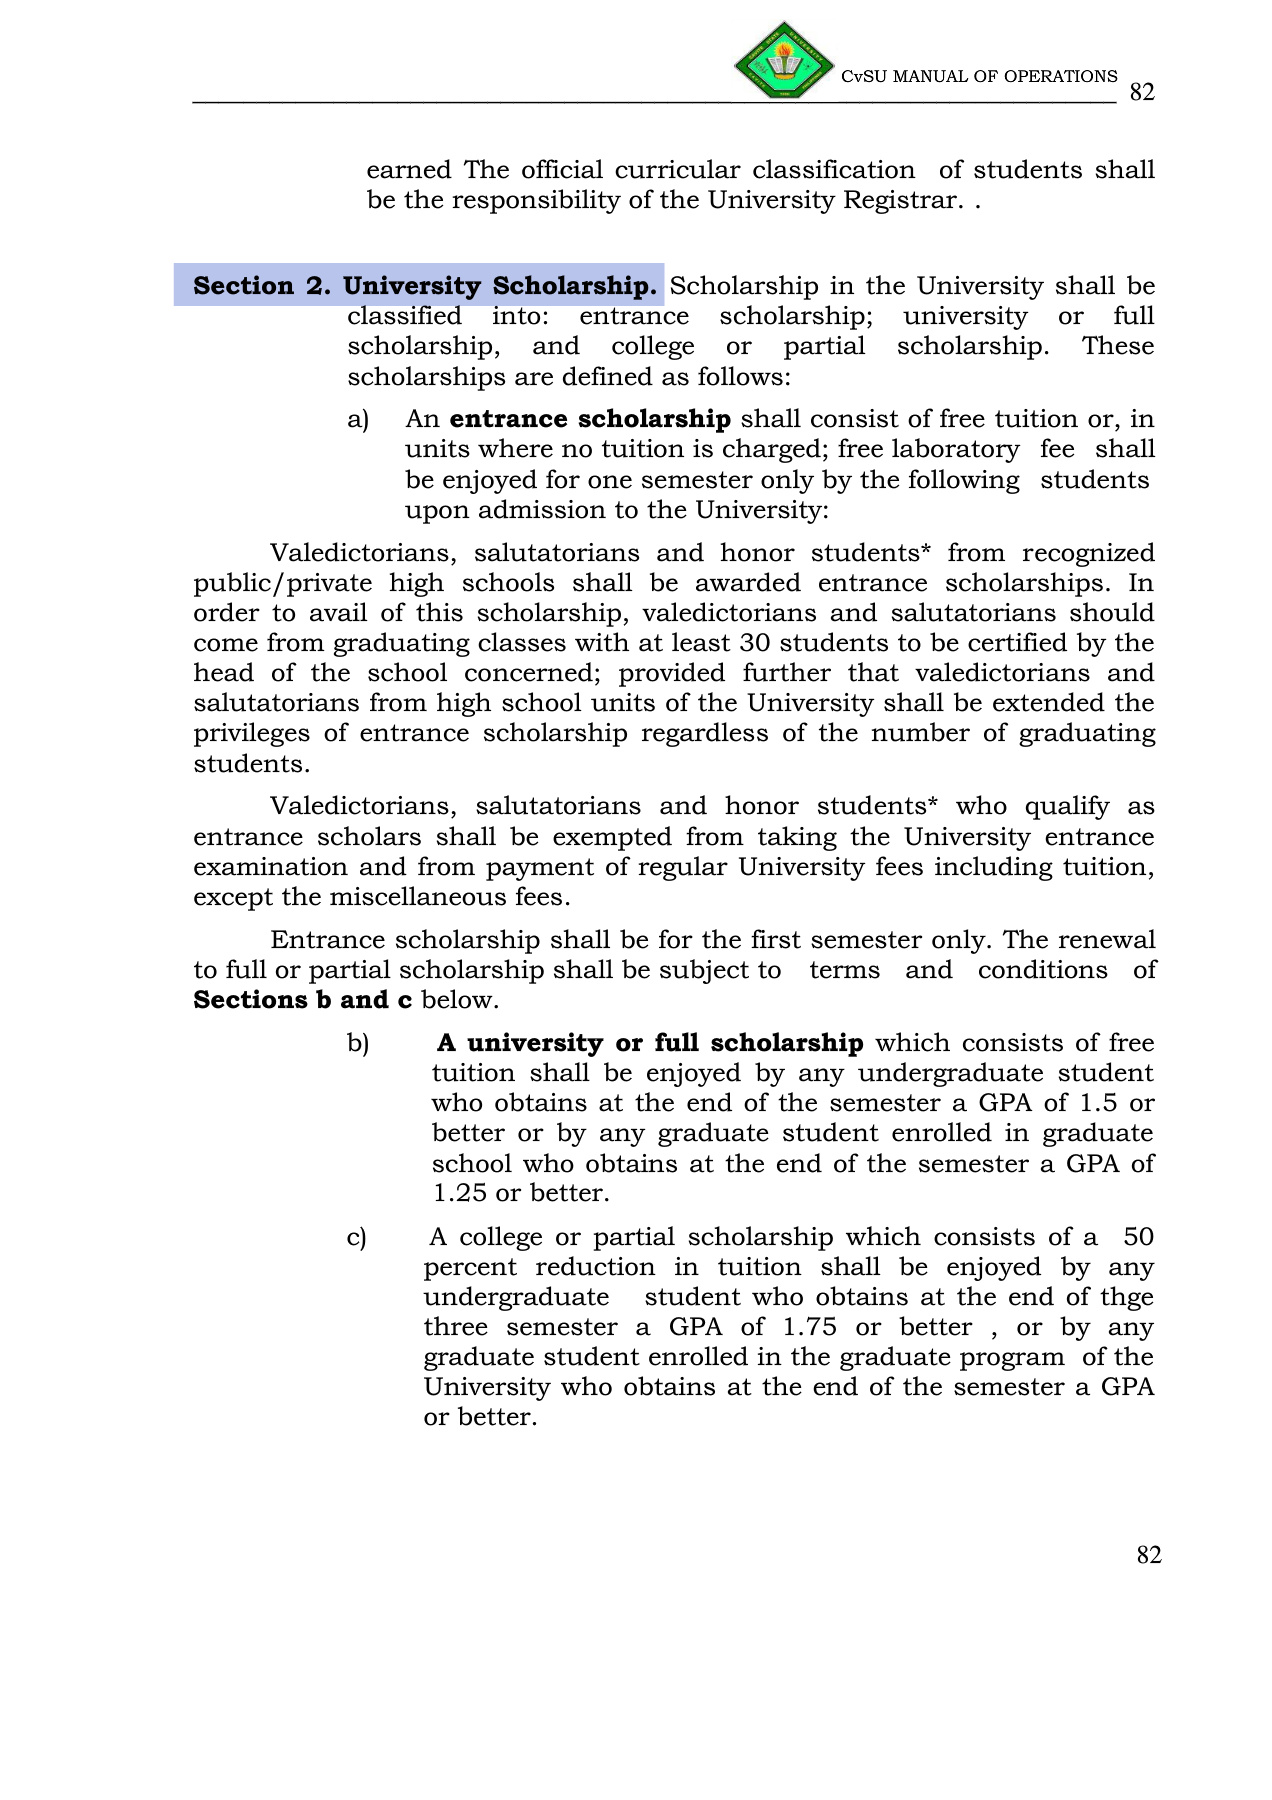 CvSU MANUAL OF OPERATIONS
82
earned The official curricular classification of students shall
be the responsibility of the University Registrar. .
Section 2. University Scholarship. Scholarship in the University shall be
classified into: entrance scholarship; university or full
scholarship, and college or partial scholarship. These
scholarships are defined as follows:
a) An entrance scholarship shall consist of free tuition or, in
units where no tuition is charged; free laboratory fee shall
be enjoyed for one semester only by the following students
upon admission to the University:
Valedictorians, salutatorians and honor students* from recognized
public/private high schools shall be awarded entrance scholarships. In
order to avail of this scholarship, valedictorians and salutatorians should
come from graduating classes with at least 30 students to be certified by the
head of the school concerned; provided further that valedictorians and
salutatorians from high school units of the University shall be extended the
privileges of entrance scholarship regardless of the number of graduating
students.
Valedictorians, salutatorians and honor students* who qualify as
entrance scholars shall be exempted from taking the University entrance
examination and from payment of regular University fees including tuition,
except the miscellaneous fees.
Entrance scholarship shall be for the first semester only. The renewal
to full or partial scholarship shall be subject to terms and conditions of
Sections b and c below.
b) A university or full scholarship which consists of free
tuition shall be enjoyed by any undergraduate student
who obtains at the end of the semester a GPA of 1.5 or
better or by any graduate student enrolled in graduate
school who obtains at the end of the semester a GPA of
1.25 or better.
c) A college or partial scholarship which consists of a 50
percent reduction in tuition shall be enjoyed by any
undergraduate student who obtains at the end of thge
three semester a GPA of 1.75 or better , or by any
graduate student enrolled in the graduate program of the
University who obtains at the end of the semester a GPA
or better.
82